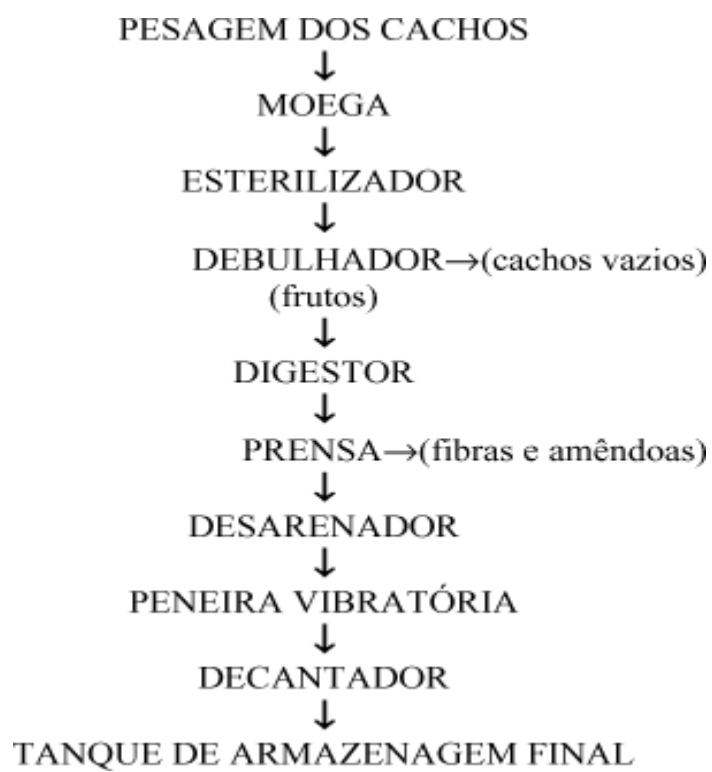 PESAGEM DOS CACHOS
↓
MOEGA
↓
ESTERILIZADOR
↓
DEBULHADOR→(cachos vazios)
(frutos)
↓
DIGESTOR
↓
PRENSA→(fibras e amêndoas)
↓
DESARENADOR
↓
PENEIRA VIBRATÓRIA
↓
DECANTADOR
↓
TANQUE DE ARMAZENAGEM FINAL